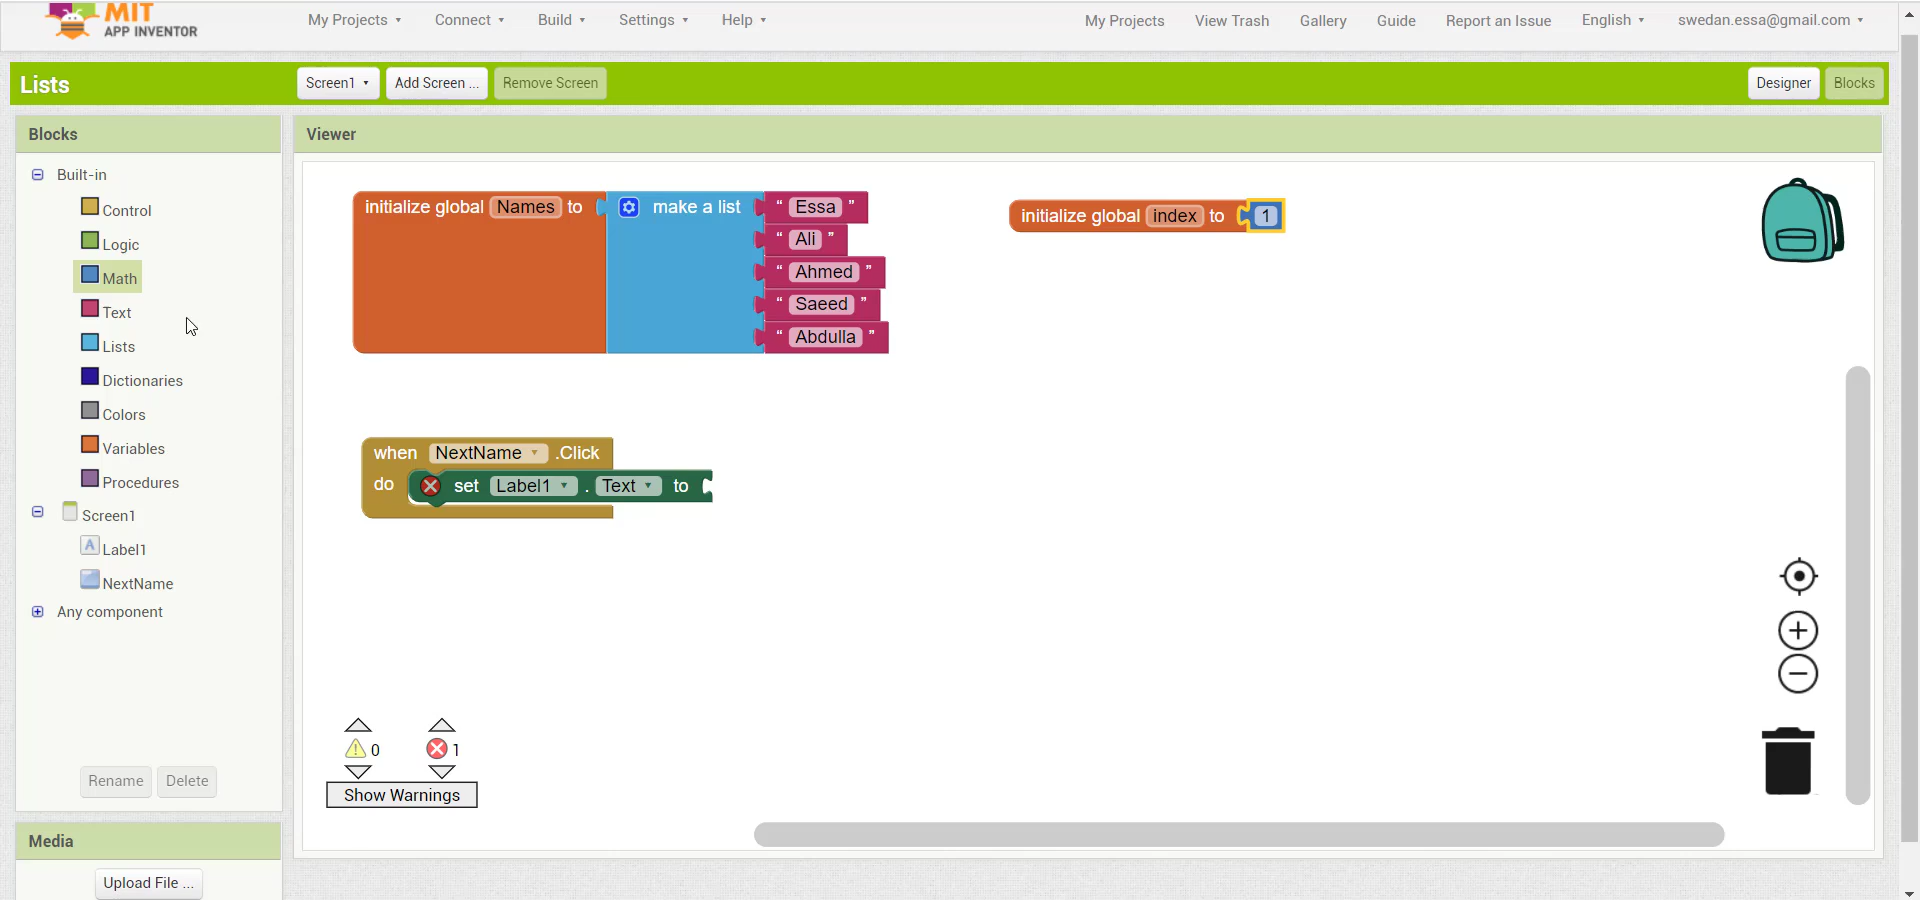 MIT
APP INVENTOR
My Projects Connect Build Settings Help My Projects View Trash Gallery Guide Report an Issue English swedan.essa@gmail.com
Lists Screen1 Add Screen ... Remove Screen Designer Blocks
Blocks
Viewer
Built-in
Control
Logic
Math
Text
Lists
Dictionaries
Colors
Variables
Procedures
Screen1
Label1
NextName
Any component
Rename Delete
Media
Upload File ...
initialize global Names to make a list “ Essa ”
“ Ali ”
“ Ahmed ”
“ Saeed ”
“ Abdulla ”
initialize global index to 1
when NextName .Click
do set Label1 . Text to
0 1
Show Warnings